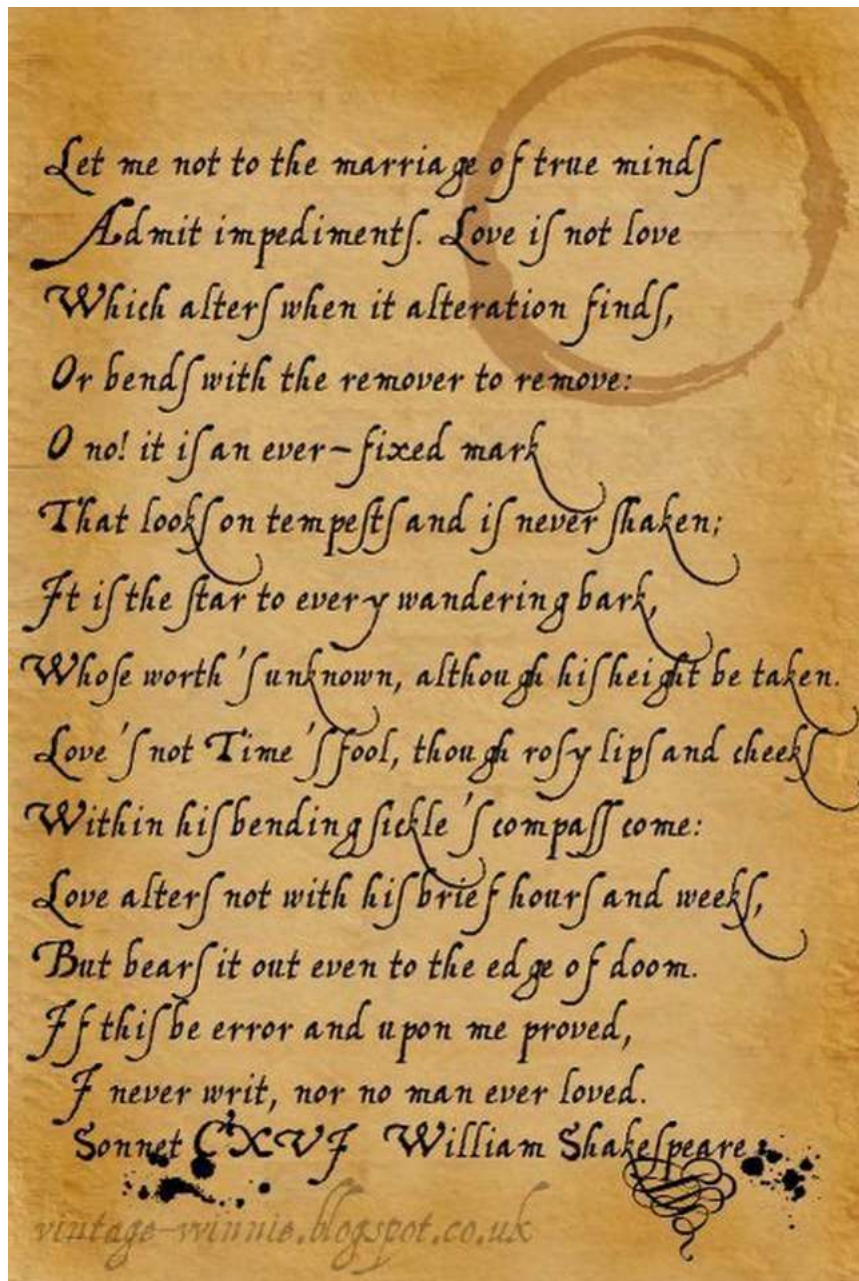 Let me not to the marriage of true minds
Admit impediments. Love is not love
Which alters when it alteration finds,
Or bends with the remover to remove:
O no! it is an ever-fixed mark
That looks on tempests and is never shaken;
It is the star to every wandering bark,
Whose worth's unknown, although his height be taken.
Love's not Time's fool, though rosy lips and cheeks
Within his bending sickle's compass come:
Love alters not with his brief hours and weeks,
But bears it out even to the edge of doom.
If this be error and upon me proved,
I never writ, nor no man ever loved.
Sonnet CXVI William Shakespeare
vintage-winnie.blogspot.co.uk